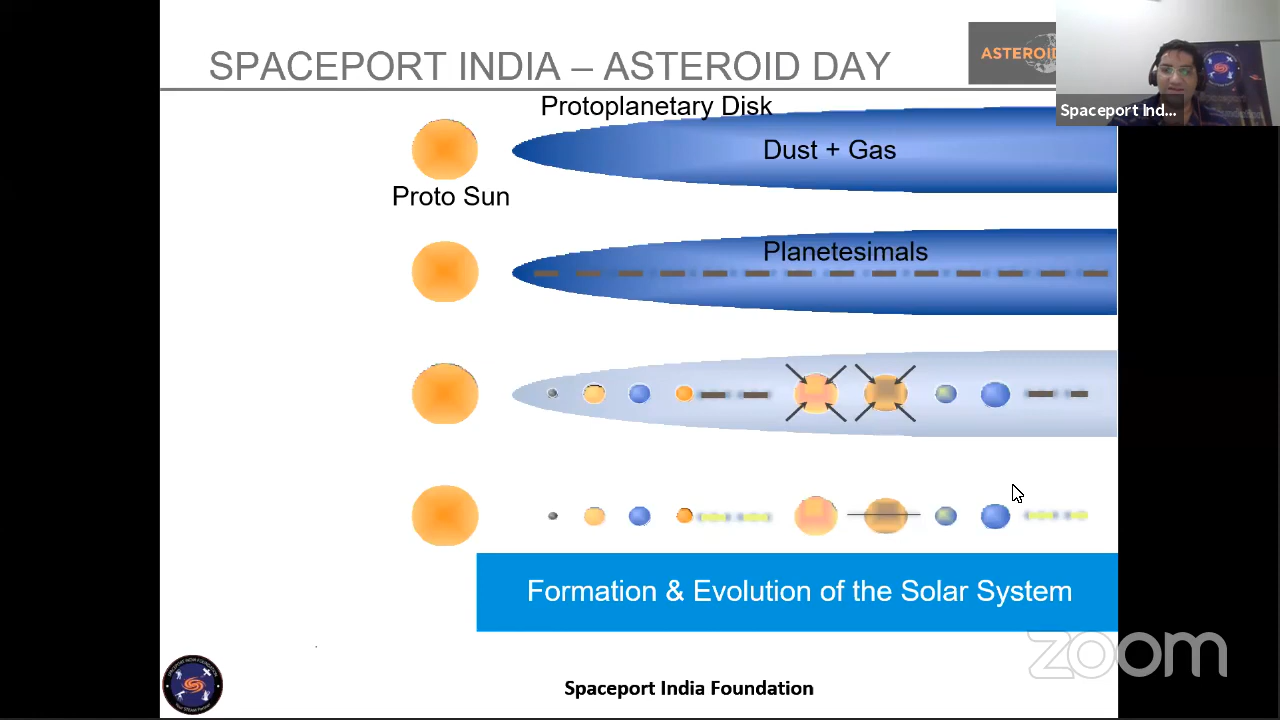 SPACEPORT INDIA – ASTEROID DAY
ASTEROID
Spaceport Ind...
Protoplanetary Disk
Dust + Gas
Proto Sun
Planetesimals
Formation & Evolution of the Solar System
zoom
Spaceport India Foundation